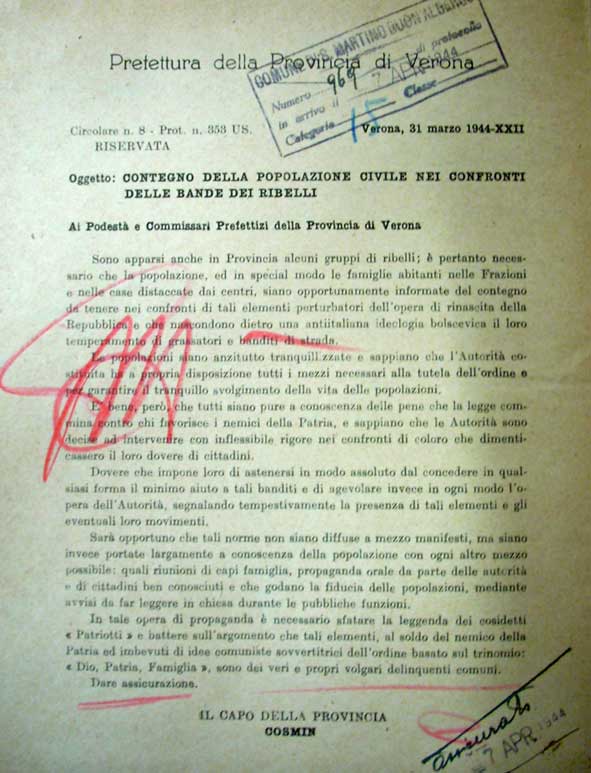 Prefettura della Provincia di Verona
COMUNE DI S. MARTINO BUON ALBERGO
Numero 969 di protocollo
in arrivo il 7 APR 1944
Categoria 15 Classe
Circolare n. 8 - Prot. n. 353 US.
Verona, 31 marzo 1944-XXII
RISERVATA
Oggetto: CONTEGNO DELLA POPOLAZIONE CIVILE NEI CONFRONTI
DELLE BANDE DEI RIBELLI
Ai Podestà e Commissari Prefettizi della Provincia di Verona
Sono apparsi anche in Provincia alcuni gruppi di ribelli; è pertanto neces-
sario che la popolazione, ed in special modo le famiglie abitanti nelle Frazioni
e nelle case distaccate dai centri, siano opportunamente informate del contegno
da tenere nei confronti di tali elementi perturbatori dell'opera di rinascita della
Repubblica e che nascondono dietro una antiitaliana ideologia bolscevica il loro
temperamento di grassatori e banditi di strada.
Le popolazioni siano anzitutto tranquillizzate e sappiano che l'Autorità co-
stituita ha a propria disposizione tutti i mezzi necessari alla tutela dell'ordine e
per garantire il tranquillo svolgimento della vita delle popolazioni.
E' bene, però, che tutti siano pure a conoscenza delle pene che la legge com-
mina contro chi favorisce i nemici della Patria, e sappiano che le Autorità sono
decise ad intervenire con inflessibile rigore nei confronti di coloro che dimenti-
cassero il loro dovere di cittadini.
Dovere che impone loro di astenersi in modo assoluto dal concedere in qual-
siasi forma il minimo aiuto a tali banditi e di agevolare invece in ogni modo l'o-
pera dell'Autorità, segnalando tempestivamente la presenza di tali elementi e gli
eventuali loro movimenti.
Sarà opportuno che tali norme non siano diffuse a mezzo manifesti, ma siano
invece portate largamente a conoscenza della popolazione con ogni altro mezzo
possibile: quali riunioni di capi famiglia, propaganda orale da parte delle autorità
e di cittadini ben conosciuti e che godano la fiducia delle popolazioni, mediante
avvisi da far leggere in chiesa durante le pubbliche funzioni.
In tale opera di propaganda è necessario sfatare la leggenda dei cosidetti
« Patriotti » e battere sull'argomento che tali elementi, al soldo del nemico della
Patria ed imbevuti di idee comuniste sovvertitrici dell'ordine basato sul trinomio:
« Dio, Patria, Famiglia », sono dei veri e propri volgari delinquenti comuni.
Dare assicurazione.
IL CAPO DELLA PROVINCIA
COSMIN
assicurato
7 APR 1944